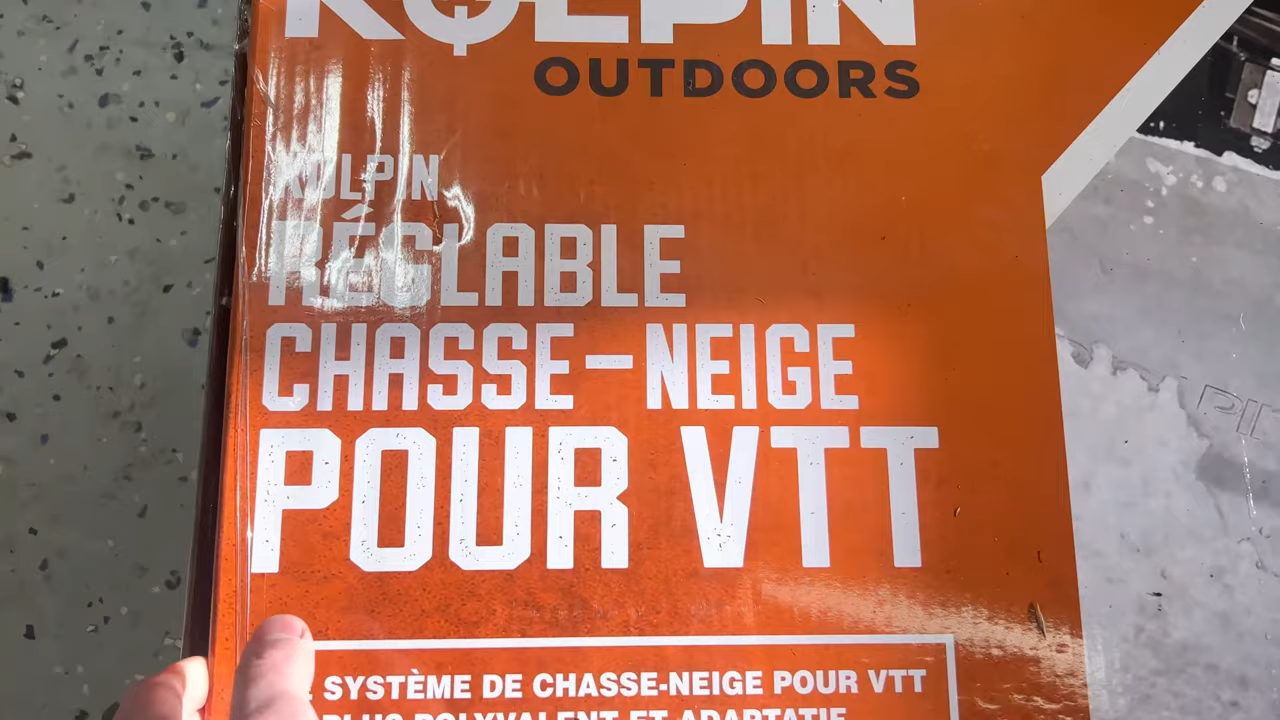 KOLPIN
OUTDOORS
KOLPIN
RÉGLABLE
CHASSE-NEIGE
POUR VTT
SYSTÈME DE CHASSE-NEIGE POUR VTT
PLUS POLYVALENT ET ADAPTATIF